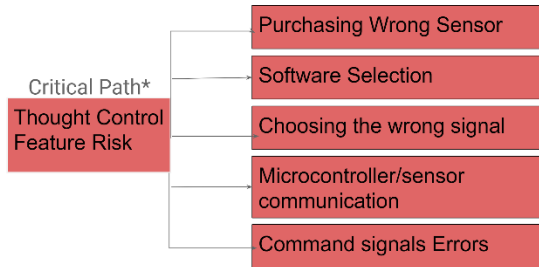 Critical Path*
Thought Control
Feature Risk
Purchasing Wrong Sensor
Software Selection
Choosing the wrong signal
Microcontroller/sensor
communication
Command signals Errors